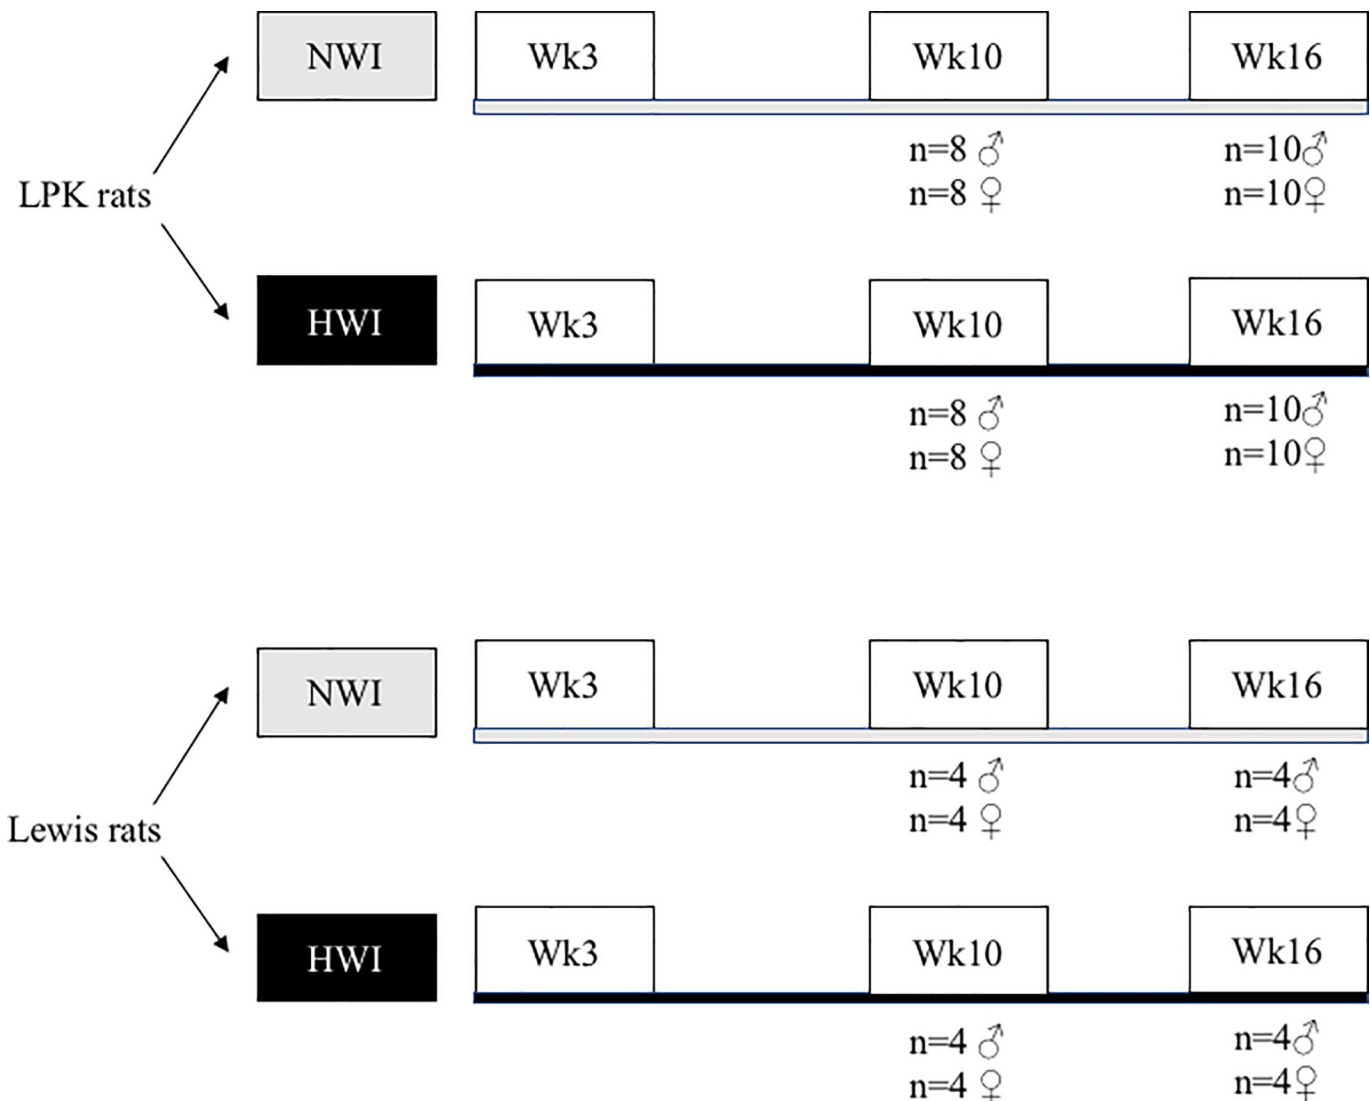 NWI
Wk3
Wk10
Wk16
n=8 ♂
n=10♂
n=8 ♀
n=10♀
LPK rats
HWI
Wk3
Wk10
Wk16
n=8 ♂
n=10♂
n=8 ♀
n=10♀
NWI
Wk3
Wk10
Wk16
n=4 ♂
n=4♂
n=4 ♀
n=4♀
Lewis rats
HWI
Wk3
Wk10
Wk16
n=4 ♂
n=4♂
n=4 ♀
n=4♀